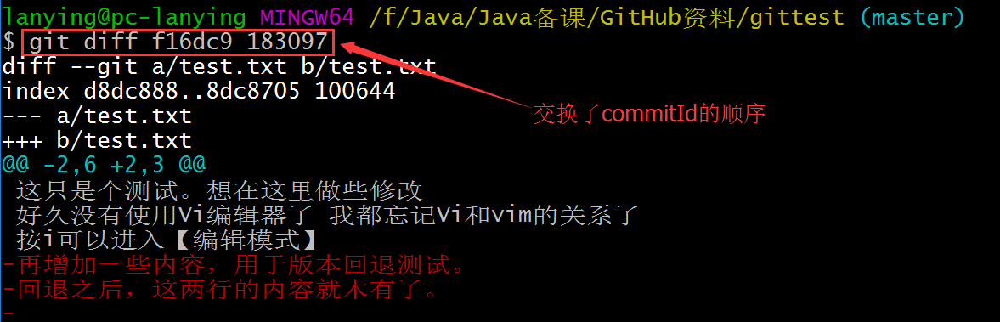 lanying@pc-lanying MINGW64 /f/Java/Java备课/GitHub资料/gittest (master)
$ git diff f16dc9 183097
diff --git a/test.txt b/test.txt
index d8dc888..8dc8705 100644
--- a/test.txt
交换了commitId的顺序
+++ b/test.txt
@@ -2,6 +2,3 @@
这只是个测试。想在这里做些修改
好久没有使用Vi编辑器了 我都忘记Vi和vim的关系了
按i可以进入【编辑模式】
-再增加一些内容，用于版本回退测试。
-回退之后，这两行的内容就木有了。
-